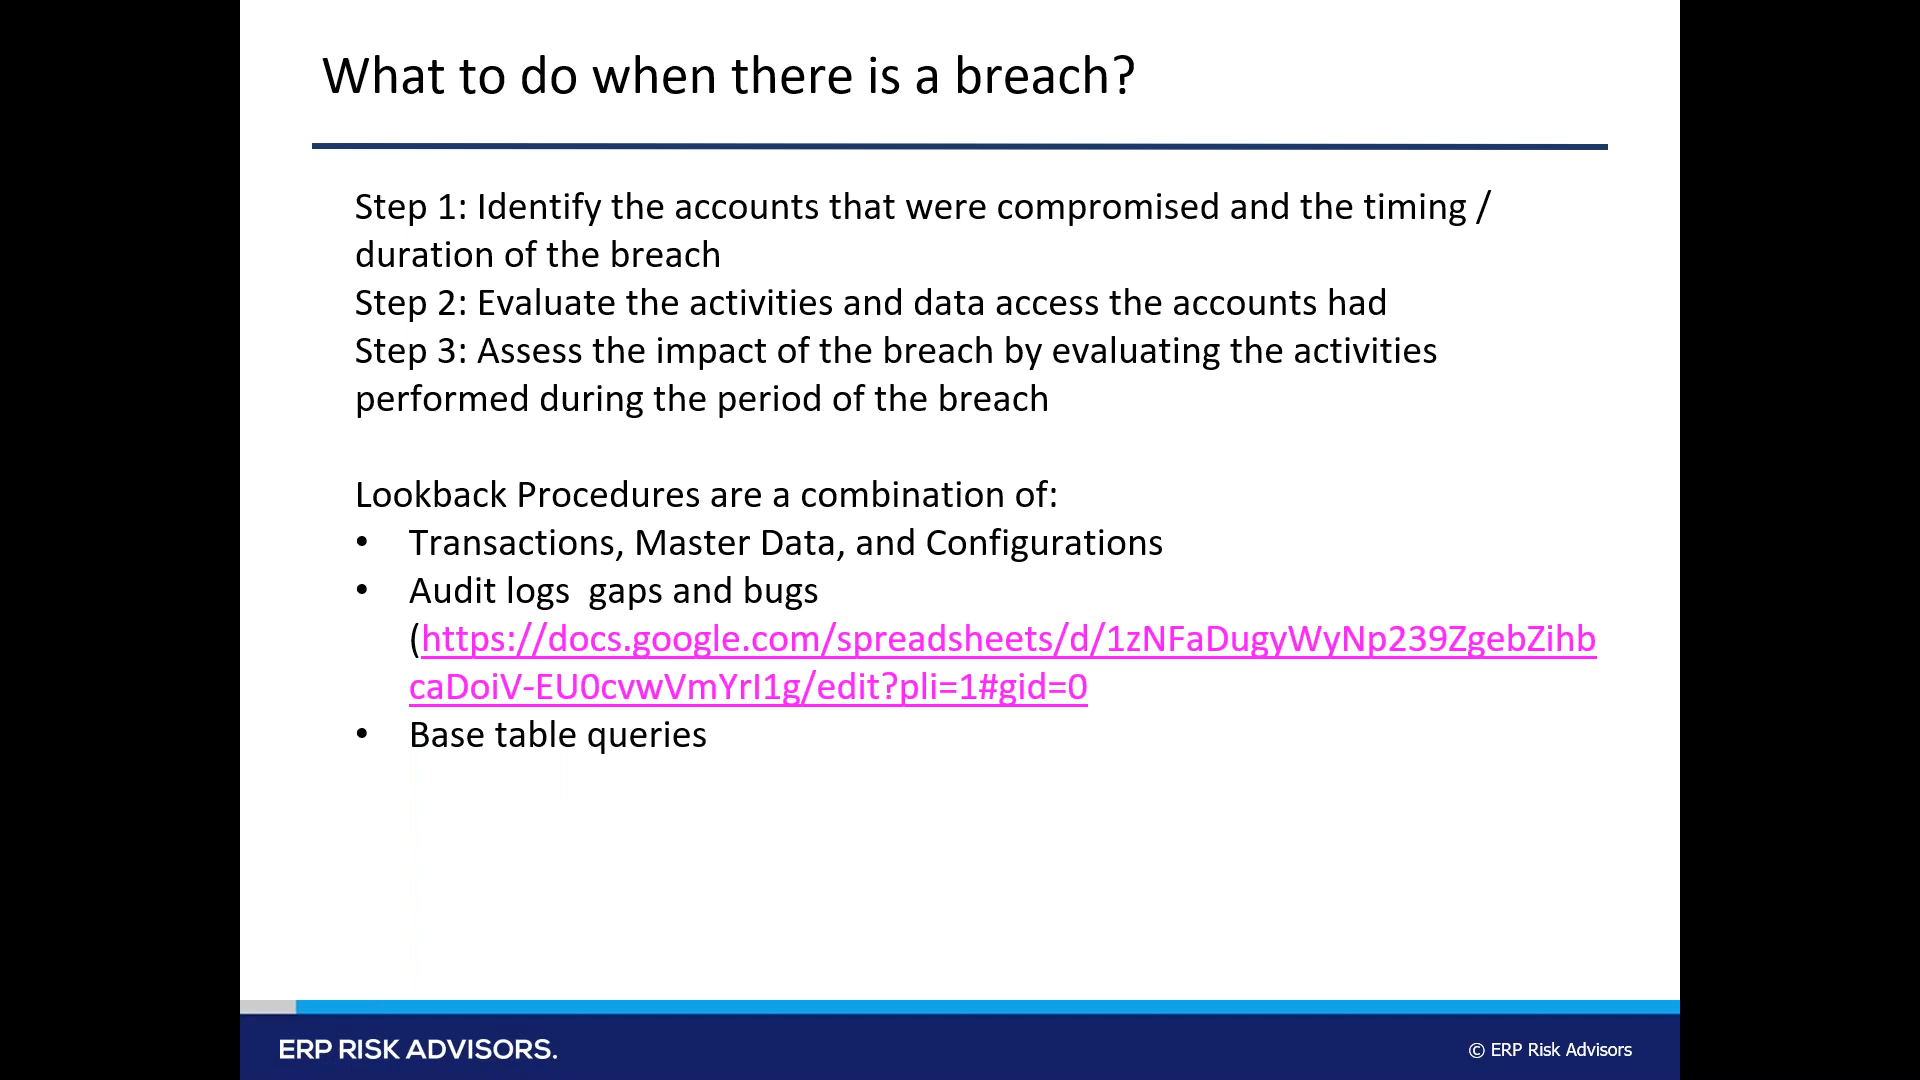 What to do when there is a breach?
Step 1: Identify the accounts that were compromised and the timing /
duration of the breach
Step 2: Evaluate the activities and data access the accounts had
Step 3: Assess the impact of the breach by evaluating the activities
performed during the period of the breach
Lookback Procedures are a combination of:
• Transactions, Master Data, and Configurations
• Audit logs  gaps and bugs
(https://docs.google.com/spreadsheets/d/1zNFaDugyWyNp239ZgebZihb
caDoiV-EU0cvwVmYrI1g/edit?pli=1#gid=0
• Base table queries
ERP RISK ADVISORS.
© ERP Risk Advisors